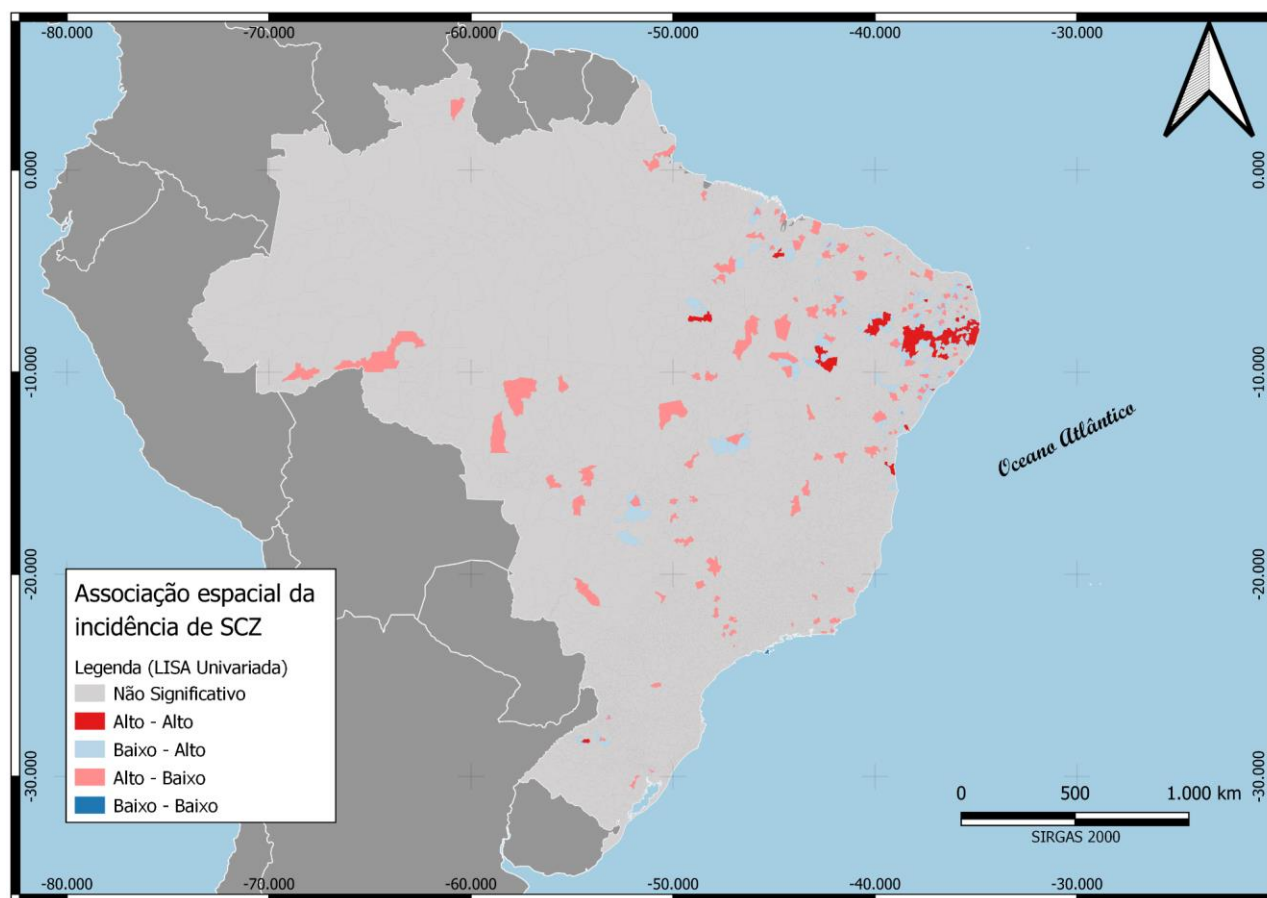 -80.000 -70.000 -60.000 -50.000 -40.000 -30.000
0.000 0.000
-10.000 -10.000
Oceano Atlântico
-20.000 -20.000
Associação espacial da
incidência de SCZ
Legenda (LISA Univariada)
Não Significativo
Alto - Alto
Baixo - Alto
Alto - Baixo
Baixo - Baixo
-30.000 -30.000
0 500 1.000 km
SIRGAS 2000
-80.000 -70.000 -60.000 -50.000 -40.000 -30.000